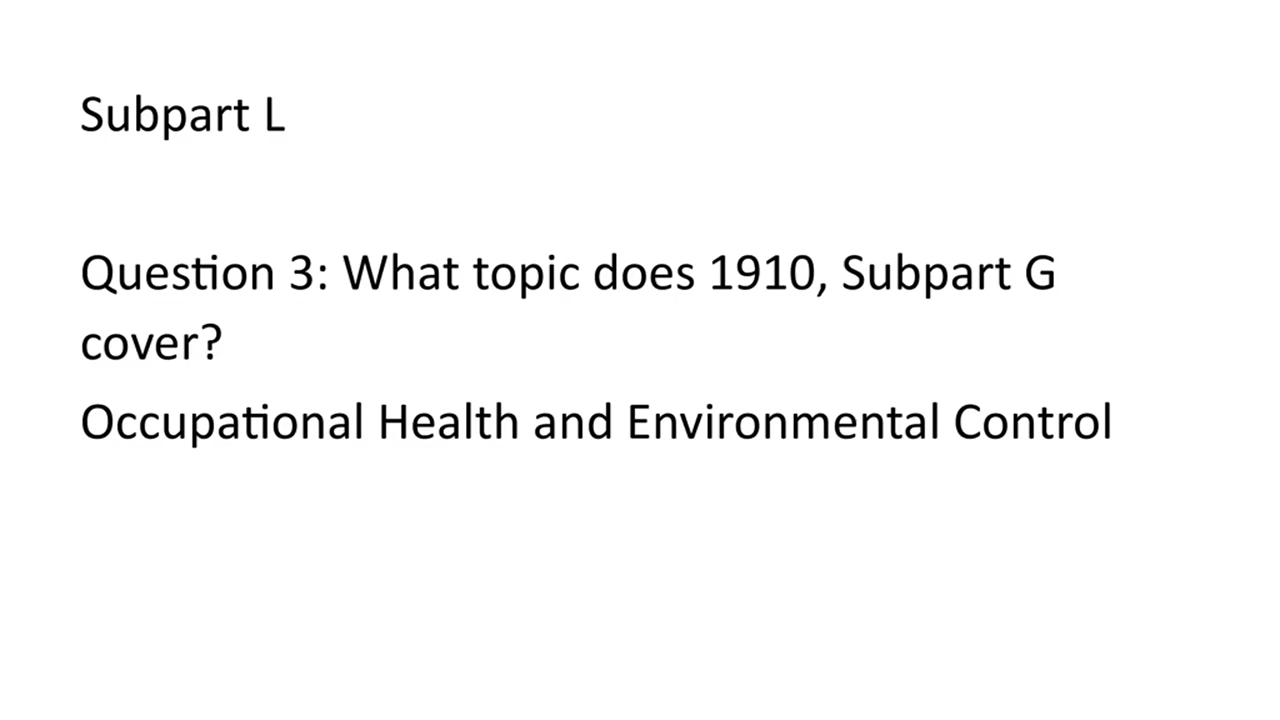 Subpart L
Question 3: What topic does 1910, Subpart G
cover?
Occupational Health and Environmental Control